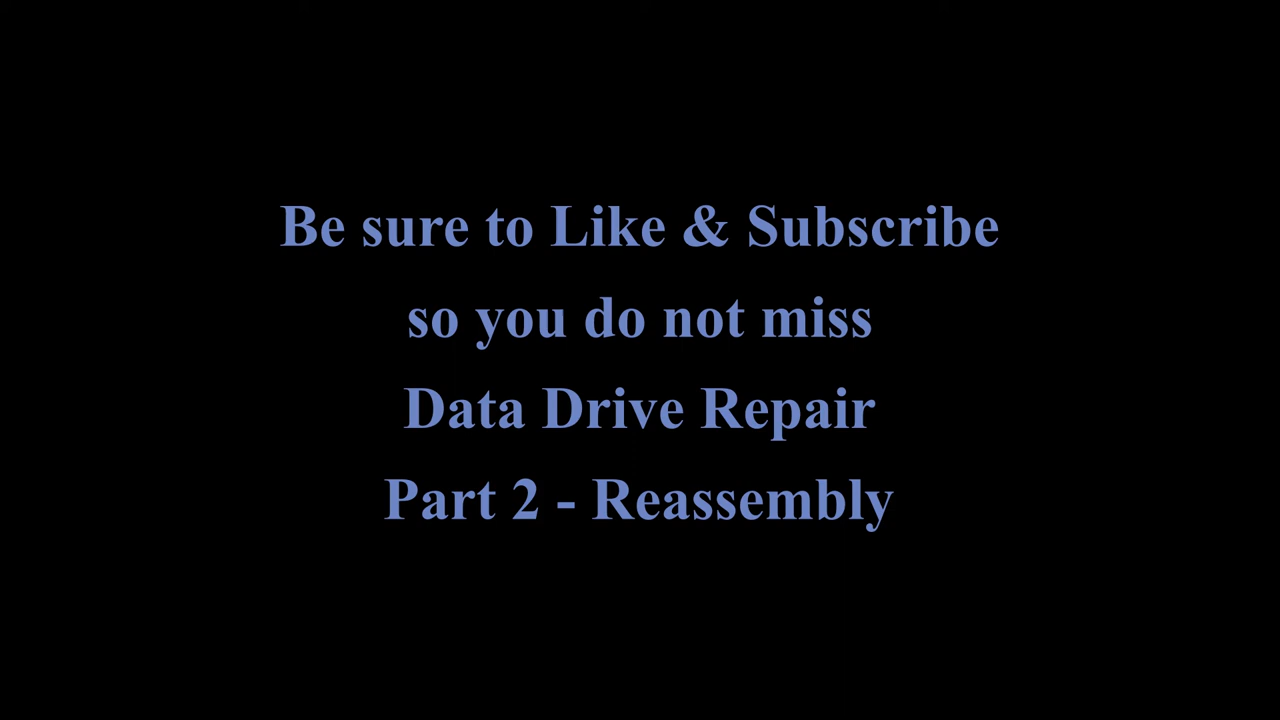 Be sure to Like & Subscribe
so you do not miss
Data Drive Repair
Part 2 - Reassembly